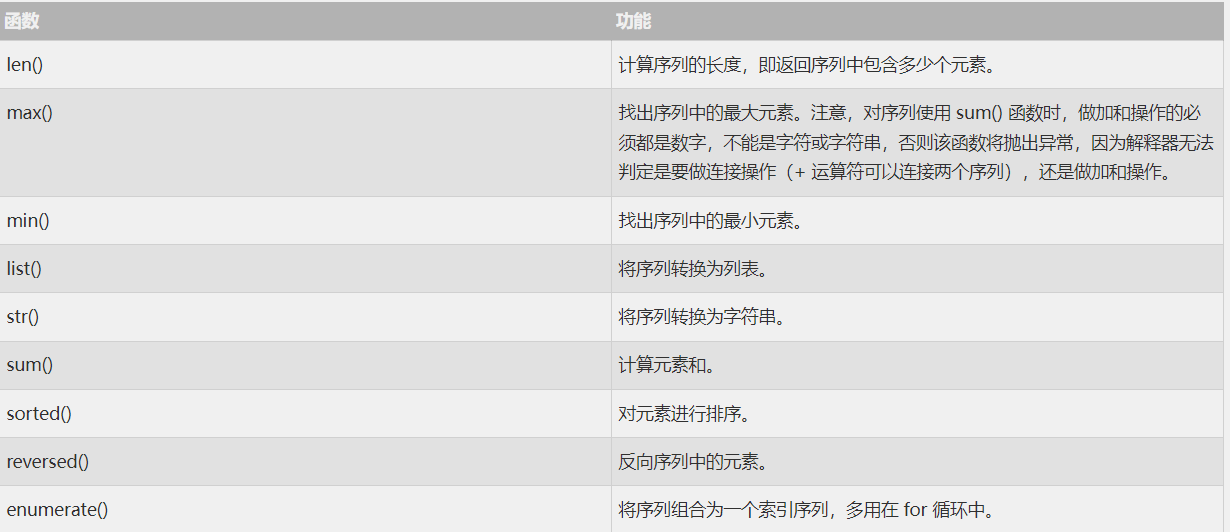 函数 功能
len() 计算序列的长度，即返回序列中包含多少个元素。
max() 找出序列中的最大元素。注意，对序列使用 sum() 函数时，做加和操作的必
须都是数字，不能是字符或字符串，否则该函数将抛出异常，因为解释器无法
判定是要做连接操作（+ 运算符可以连接两个序列），还是做加和操作。
min() 找出序列中的最小元素。
list() 将序列转换为列表。
str() 将序列转换为字符串。
sum() 计算元素和。
sorted() 对元素进行排序。
reversed() 反向序列中的元素。
enumerate() 将序列组合为一个索引序列，多用在 for 循环中。